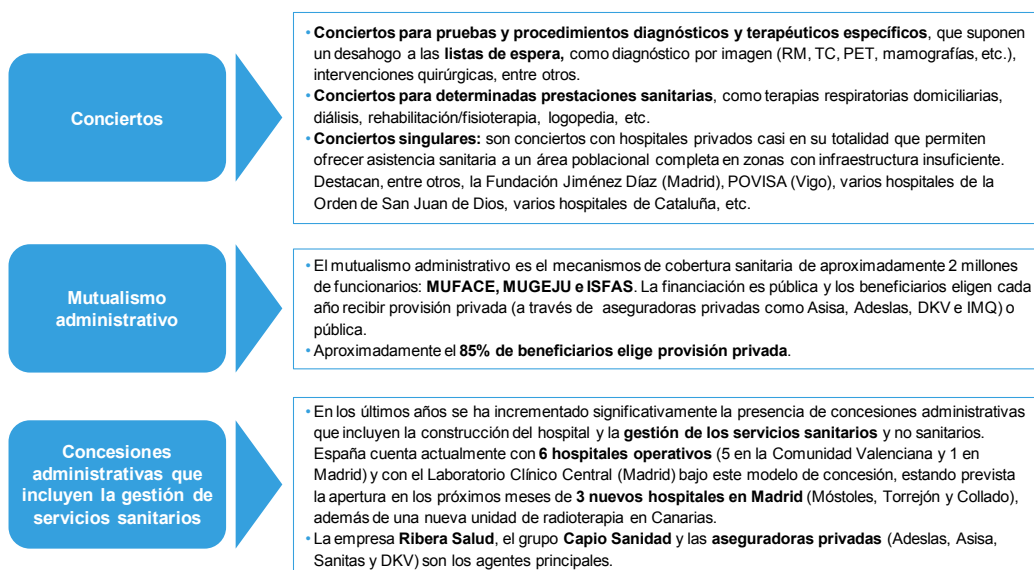 Conciertos
• Conciertos para pruebas y procedimientos diagnósticos y terapéuticos específicos, que suponen
un desahogo a las listas de espera, como diagnóstico por imagen (RM, TC, PET, mamografías, etc.),
intervenciones quirúrgicas, entre otros.
• Conciertos para determinadas prestaciones sanitarias, como terapias respiratorias domiciliarias,
diálisis, rehabilitación/fisioterapia, logopedia, etc.
• Conciertos singulares: son conciertos con hospitales privados casi en su totalidad que permiten
ofrecer asistencia sanitaria a un área poblacional completa en zonas con infraestructura insuficiente.
Destacan, entre otros, la Fundación Jiménez Díaz (Madrid), POVISA (Vigo), varios hospitales de la
Orden de San Juan de Dios, varios hospitales de Cataluña, etc.
Mutualismo
administrativo
• El mutualismo administrativo es el mecanismos de cobertura sanitaria de aproximadamente 2 millones
de funcionarios: MUFACE, MUGEJU e ISFAS. La financiación es pública y los beneficiarios eligen cada
año recibir provisión privada (a través de aseguradoras privadas como Asisa, Adeslas, DKV e IMQ) o
pública.
• Aproximadamente el 85% de beneficiarios elige provisión privada.
Concesiones
administrativas que
incluyen la gestión de
servicios sanitarios
• En los últimos años se ha incrementado significativamente la presencia de concesiones administrativas
que incluyen la construcción del hospital y la gestión de los servicios sanitarios y no sanitarios.
España cuenta actualmente con 6 hospitales operativos (5 en la Comunidad Valenciana y 1 en
Madrid) y con el Laboratorio Clínico Central (Madrid) bajo este modelo de concesión, estando prevista
la apertura en los próximos meses de 3 nuevos hospitales en Madrid (Móstoles, Torrejón y Collado),
además de una nueva unidad de radioterapia en Canarias.
• La empresa Ribera Salud, el grupo Capio Sanidad y las aseguradoras privadas (Adeslas, Asisa,
Sanitas y DKV) son los agentes principales.